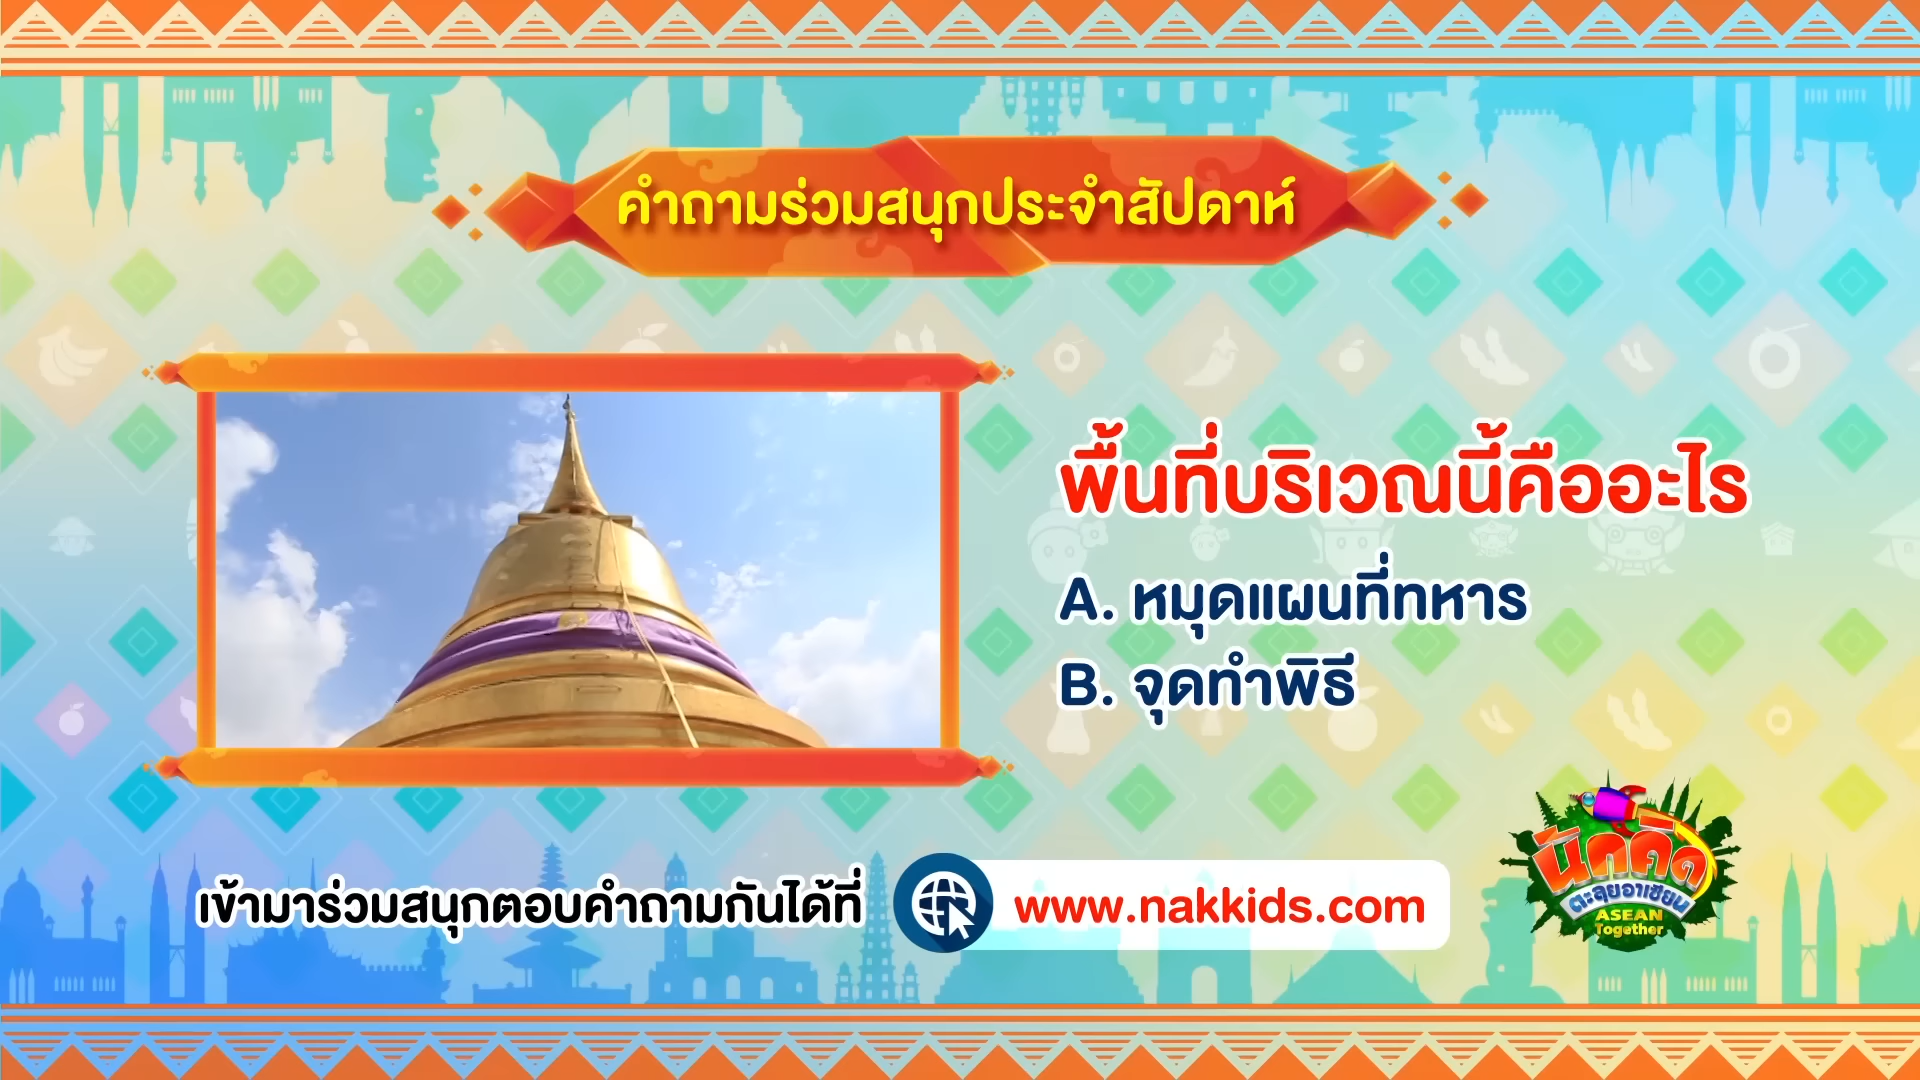 คำถามร่วมสนุกประจำสัปดาห์
พื้นที่บริเวณนี้คืออะไร
A. หมุดแผนที่ทหาร
B. จุดทำพิธี
เข้ามาร่วมสนุกตอบคำถามกันได้ที่ www.nakkids.com
นักคิด
ตะลุยอาเซียน
ASEAN
Together